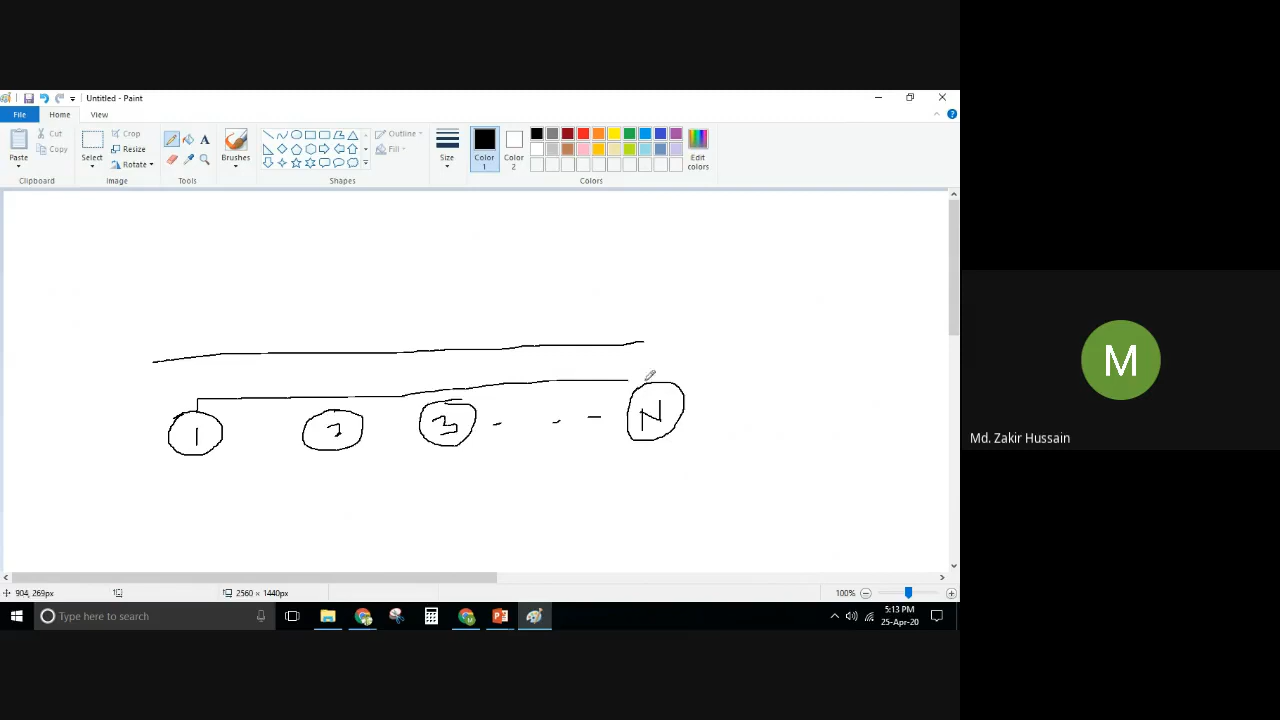 Untitled - Paint
File Home View
Cut
Crop
Paste
Copy
Select
Resize
Rotate
Brushes
Outline
Fill
Size
Color 1
Color 2
Edit colors
Clipboard
Image
Tools
Shapes
Colors
1 2 3 - - - N
M
Md. Zakir Hussain
904, 269px
2560 × 1440px
100%
Type here to search
5:13 PM
25-Apr-20